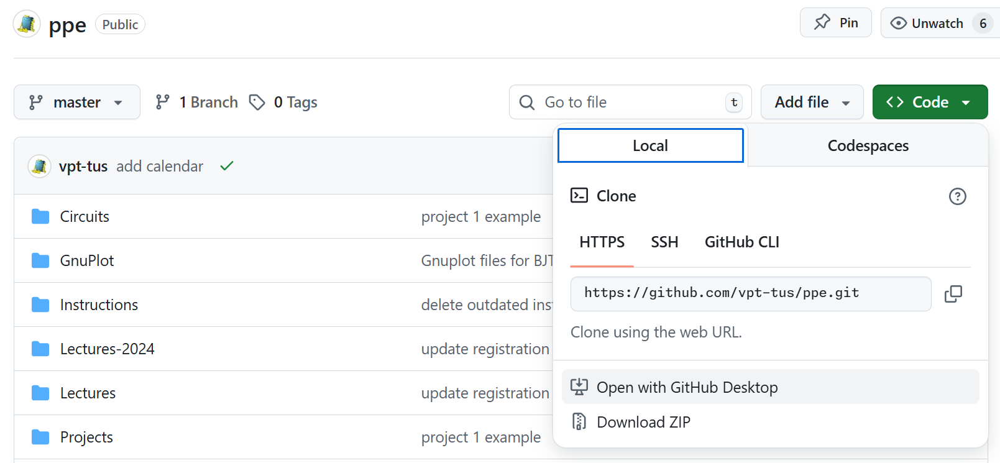 ppe Public Pin Unwatch 6
master 1 Branch 0 Tags Go to file t Add file Code
vpt-tus add calendar
Circuits project 1 example
GnuPlot Gnuplot files for BJT
Instructions delete outdated ins
Lectures-2024 update registration
Lectures update registration
Projects project 1 example
Local Codespaces
Clone
HTTPS SSH GitHub CLI
https://github.com/vpt-tus/ppe.git
Clone using the web URL.
Open with GitHub Desktop
Download ZIP